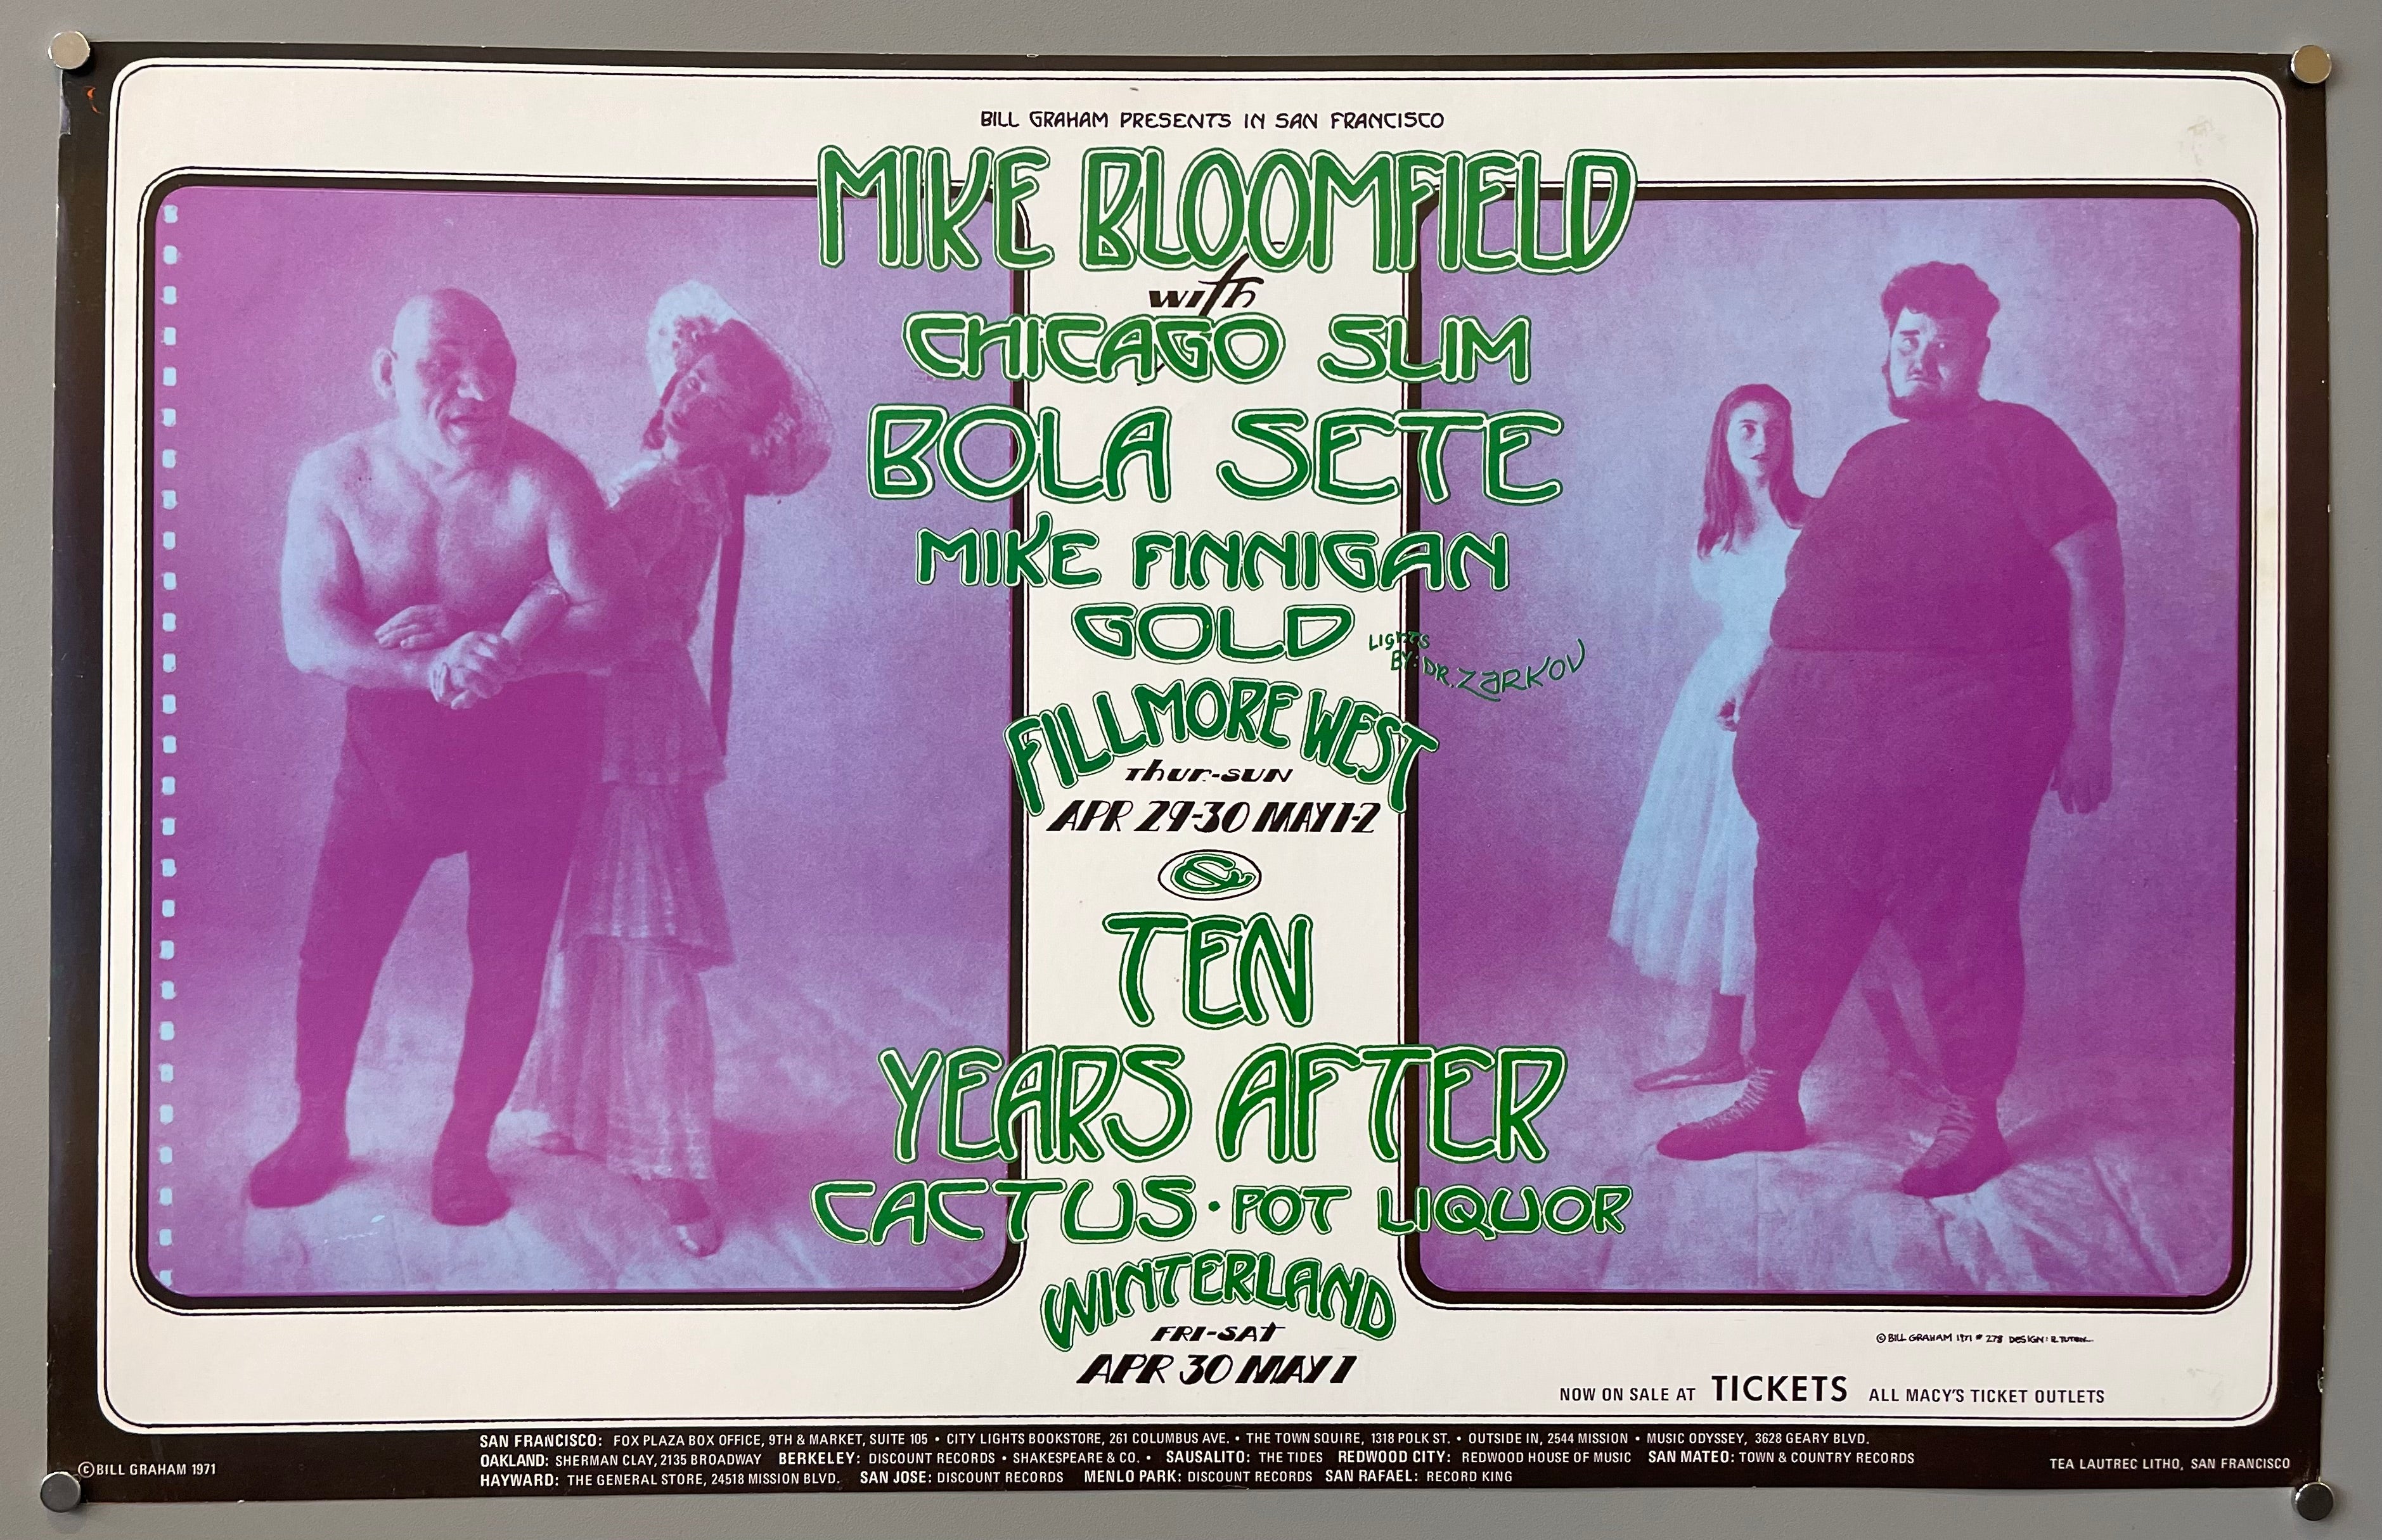 BILL GRAHAM PRESENTS IN SAN FRANCISCO
MIKE BLOOMFIELD
with
CHICAGO SLIM
BOLA SETE
MIKE FINNIGAN
GOLD
LIGHTS
BY: DR. ZARKOV
FILLMORE WEST
THUR-SUN
APR 29-30 MAY 1-2
&
TEN
YEARS AFTER
CACTUS • POT LIQUOR
WINTERLAND
FRI-SAT
APR 30 MAY 1
© BILL GRAHAM 1971 # 278 DESIGN: R. TUTEN
NOW ON SALE AT TICKETS ALL MACY'S TICKET OUTLETS
SAN FRANCISCO: FOX PLAZA BOX OFFICE, 9TH & MARKET, SUITE 105 • CITY LIGHTS BOOKSTORE, 261 COLUMBUS AVE. • THE TOWN SQUIRE, 1318 POLK ST. • OUTSIDE IN, 2544 MISSION • MUSIC ODYSSEY, 3628 GEARY BLVD.
OAKLAND: SHERMAN CLAY, 2135 BROADWAY BERKELEY: DISCOUNT RECORDS • SHAKESPEARE & CO. • SAUSALITO: THE TIDES REDWOOD CITY: REDWOOD HOUSE OF MUSIC SAN MATEO: TOWN & COUNTRY RECORDS
HAYWARD: THE GENERAL STORE, 24518 MISSION BLVD. SAN JOSE: DISCOUNT RECORDS MENLO PARK: DISCOUNT RECORDS SAN RAFAEL: RECORD KING
© BILL GRAHAM 1971
TEA LAUTREC LITHO, SAN FRANCISCO